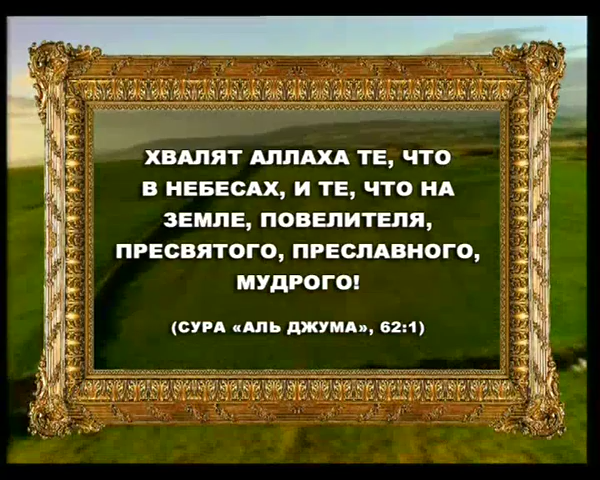 ХВАЛЯТ АЛЛАХА ТЕ, ЧТО
В НЕБЕСАХ, И ТЕ, ЧТО НА
ЗЕМЛЕ, ПОВЕЛИТЕЛЯ,
ПРЕСВЯТОГО, ПРЕСЛАВНОГО,
МУДРОГО!
(СУРА «АЛЬ ДЖУМА», 62:1)